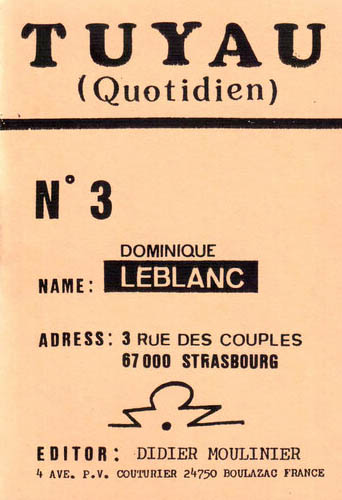 TUYAU
(Quotidien)
N° 3
DOMINIQUE
NAME: LEBLANC
ADRESS: 3 RUE DES COUPLES
67000 STRASBOURG
EDITOR: DIDIER MOULINIER
4 AVE. P.V. COUTURIER 24750 BOULAZAC FRANCE